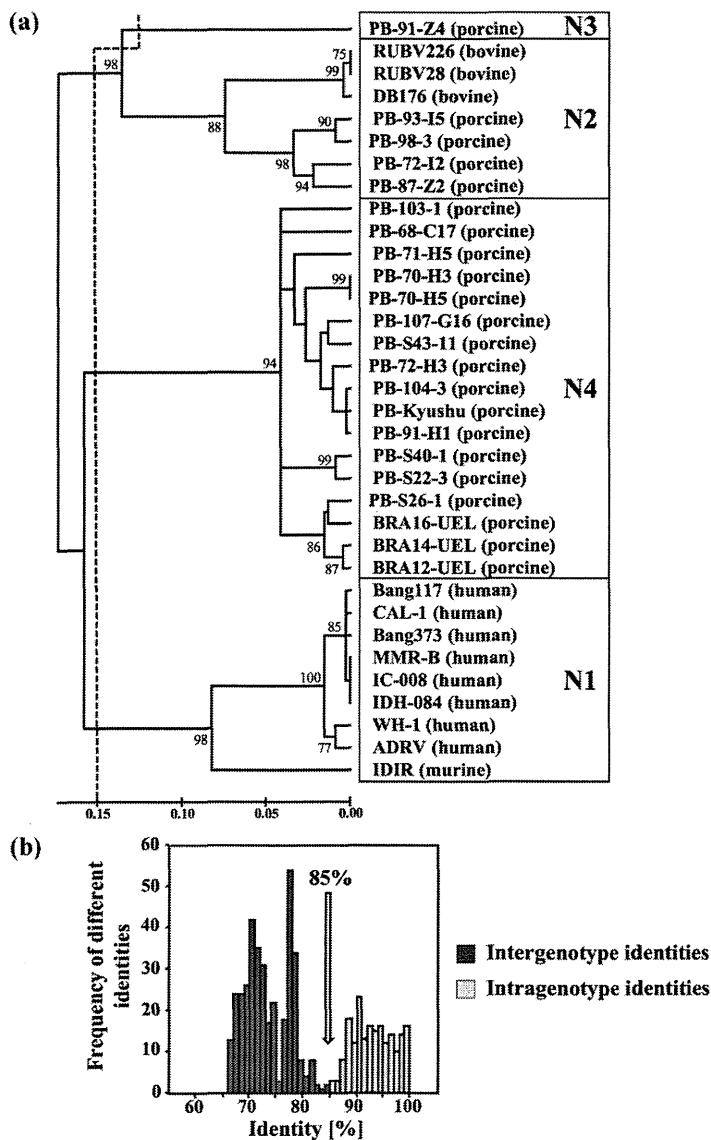 (a)
98
PB-91-Z4 (porcine)
N3
75
RUBV226 (bovine)
99
RUBV28 (bovine)
DB176 (bovine)
N2
90
PB-93-I5 (porcine)
88
PB-98-3 (porcine)
98
PB-72-I2 (porcine)
94
PB-87-Z2 (porcine)
PB-103-1 (porcine)
PB-68-C17 (porcine)
PB-71-H5 (porcine)
99
PB-70-H3 (porcine)
PB-70-H5 (porcine)
PB-107-G16 (porcine)
PB-S43-11 (porcine)
94
PB-72-H3 (porcine)
PB-104-3 (porcine)
N4
PB-Kyushu (porcine)
PB-91-H1 (porcine)
99
PB-S40-1 (porcine)
PB-S22-3 (porcine)
PB-S26-1 (porcine)
BRA16-UEL (porcine)
86
BRA14-UEL (porcine)
87
BRA12-UEL (porcine)
Bang117 (human)
CAL-1 (human)
85
Bang373 (human)
MMR-B (human)
N1
100
IC-008 (human)
IDH-084 (human)
WH-1 (human)
98
77
ADRV (human)
IDIR (murine)
0.15 0.10 0.05 0.00
(b)
Frequency of different
identities
60
50
40
30
20
10
0
85%
Intergenotype identities
Intragenotype identities
60 70 80 90 100
Identity [%]